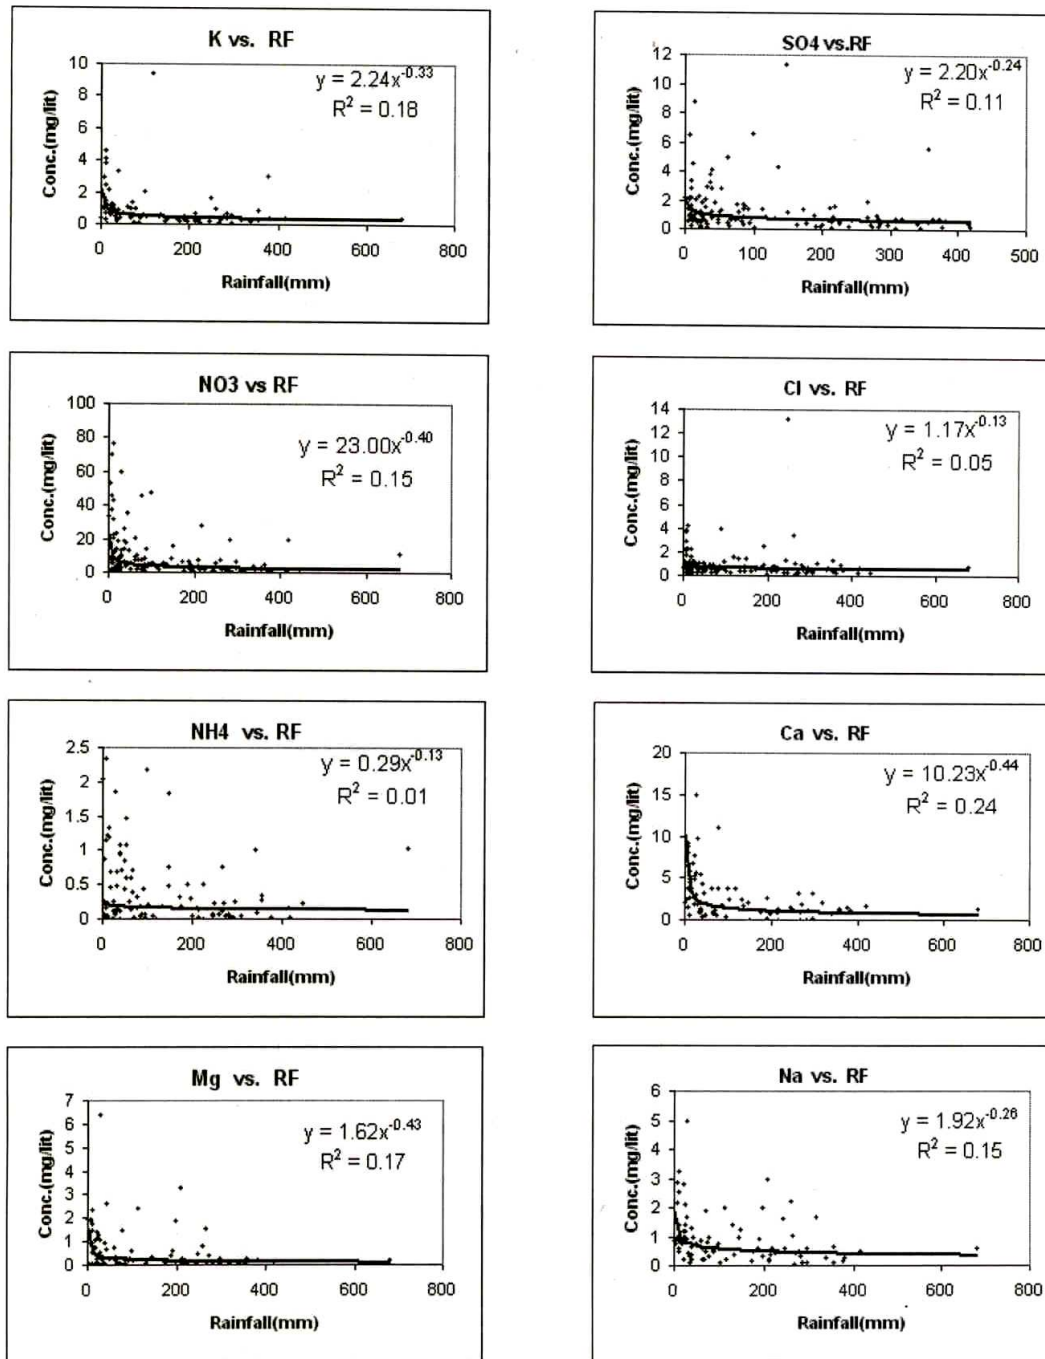 K vs. RF
y = 2.24x^-0.33
R² = 0.18
Conc.(mg/lit)
10
8
6
4
2
0
0 200 400 600 800
Rainfall(mm)
SO4 vs.RF
y = 2.20x^-0.24
R² = 0.11
Conc.(mg/lit)
12
10
8
6
4
2
0
0 100 200 300 400 500
Rainfall(mm)
NO3 vs RF
y = 23.00x^-0.40
R² = 0.15
Conc.(mg/lit)
100
80
60
40
20
0
0 200 400 600 800
Rainfall(mm)
Cl vs. RF
y = 1.17x^-0.13
R² = 0.05
Conc.(mg/lit)
14
12
10
8
6
4
2
0
0 200 400 600 800
Rainfall(mm)
NH4 vs. RF
y = 0.29x^-0.13
R² = 0.01
Conc.(mg/lit)
2.5
2
1.5
1
0.5
0
0 200 400 600 800
Rainfall(mm)
Ca vs. RF
y = 10.23x^-0.44
R² = 0.24
Conc.(mg/lit)
20
15
10
5
0
0 200 400 600 800
Rainfall(mm)
Mg vs. RF
y = 1.62x^-0.43
R² = 0.17
Conc.(mg/lit)
7
6
5
4
3
2
1
0
0 200 400 600 800
Rainfall(mm)
Na vs. RF
y = 1.92x^-0.26
R² = 0.15
Conc.(mg/lit)
6
5
4
3
2
1
0
0 200 400 600 800
Rainfall(mm)